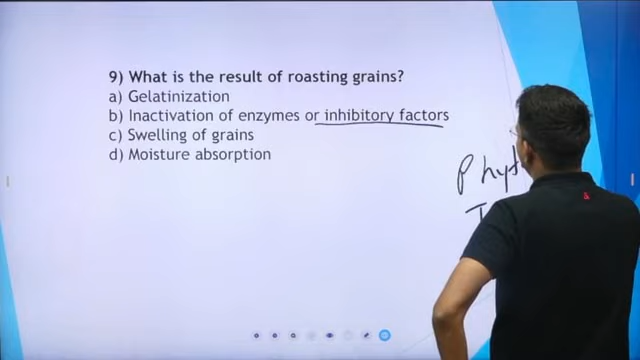 9) What is the result of roasting grains?
a) Gelatinization
b) Inactivation of enzymes or inhibitory factors
c) Swelling of grains
d) Moisture absorption